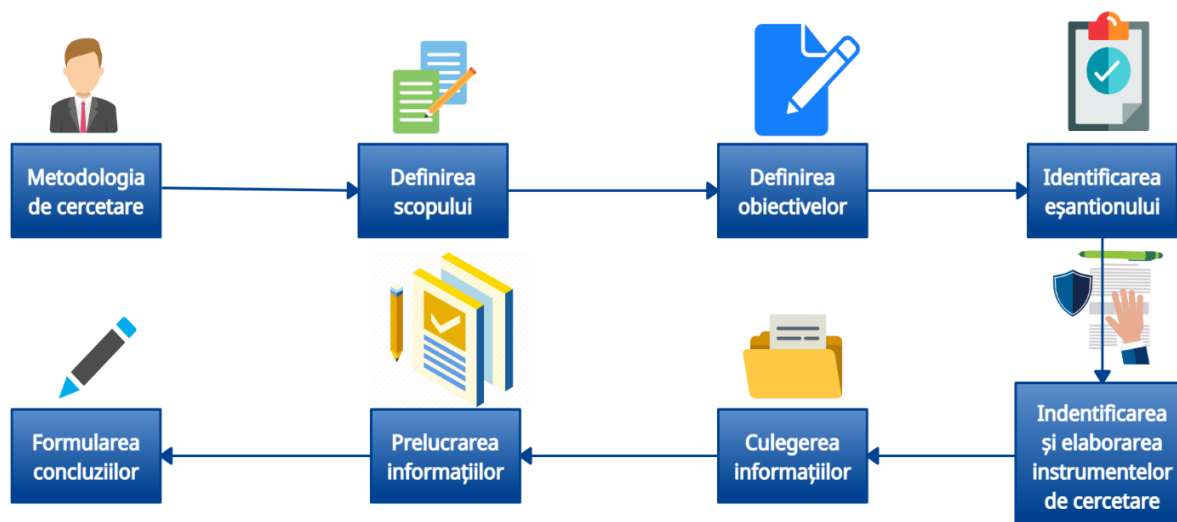 Metodologia
de cercetare
Definirea
scopului
Definirea
obiectivelor
Identificarea
eșantionului
Indentificarea
și elaborarea
instrumentelor
de cercetare
Culegerea
informațiilor
Prelucrarea
informațiilor
Formularea
concluziilor